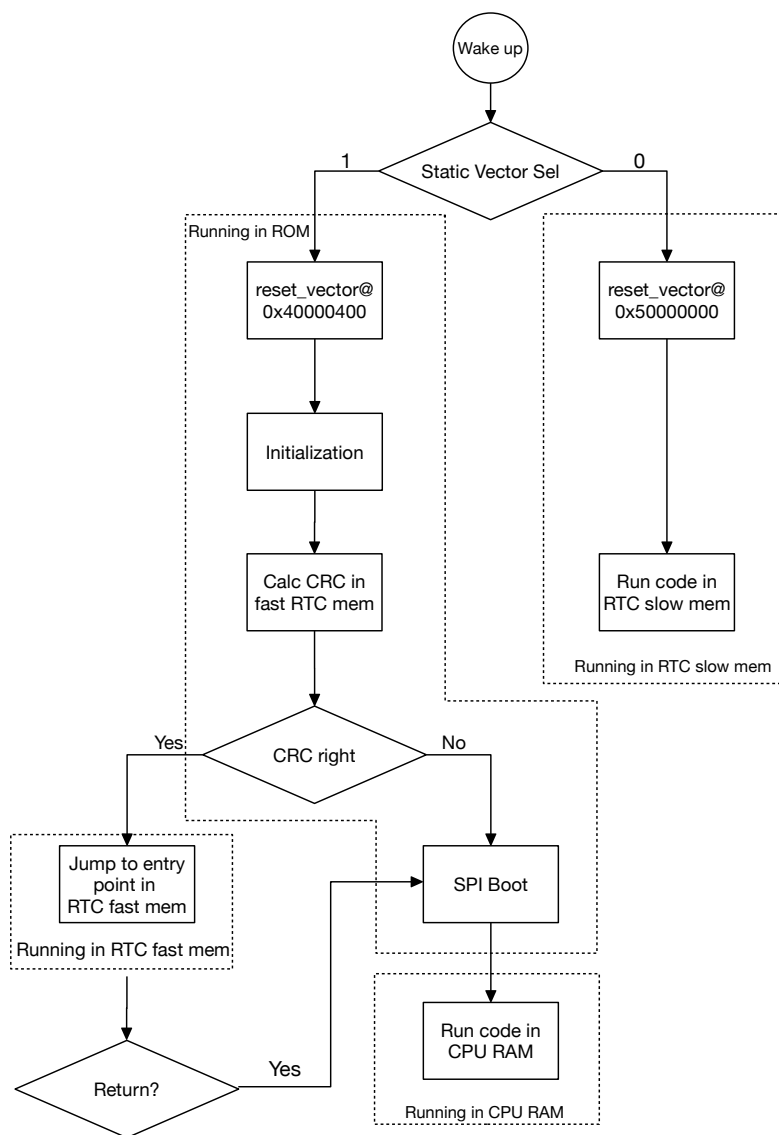 Wake up
Static Vector Sel
1
0
Running in ROM
reset_vector@
0x40000400
reset_vector@
0x50000000
Initialization
Calc CRC in
fast RTC mem
Run code in
RTC slow mem
Running in RTC slow mem
CRC right
Yes
No
Jump to entry
point in
RTC fast mem
Running in RTC fast mem
SPI Boot
Run code in
CPU RAM
Running in CPU RAM
Return?
Yes